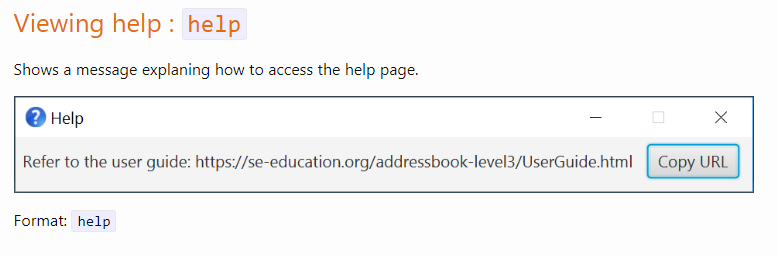 Viewing help : help
Shows a message explaning how to access the help page.
Help
Refer to the user guide: https://se-education.org/addressbook-level3/UserGuide.html Copy URL
Format: help